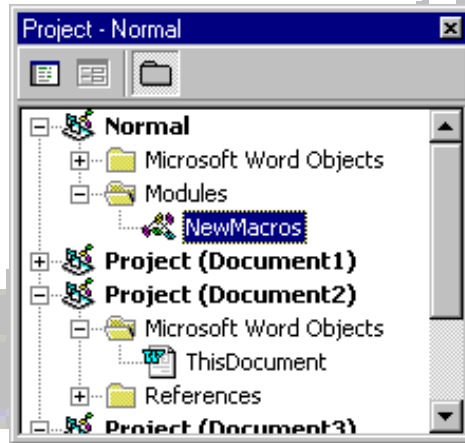 Project - Normal
Normal
Microsoft Word Objects
Modules
NewMacros
Project (Document1)
Project (Document2)
Microsoft Word Objects
ThisDocument
References
Project (Document3)